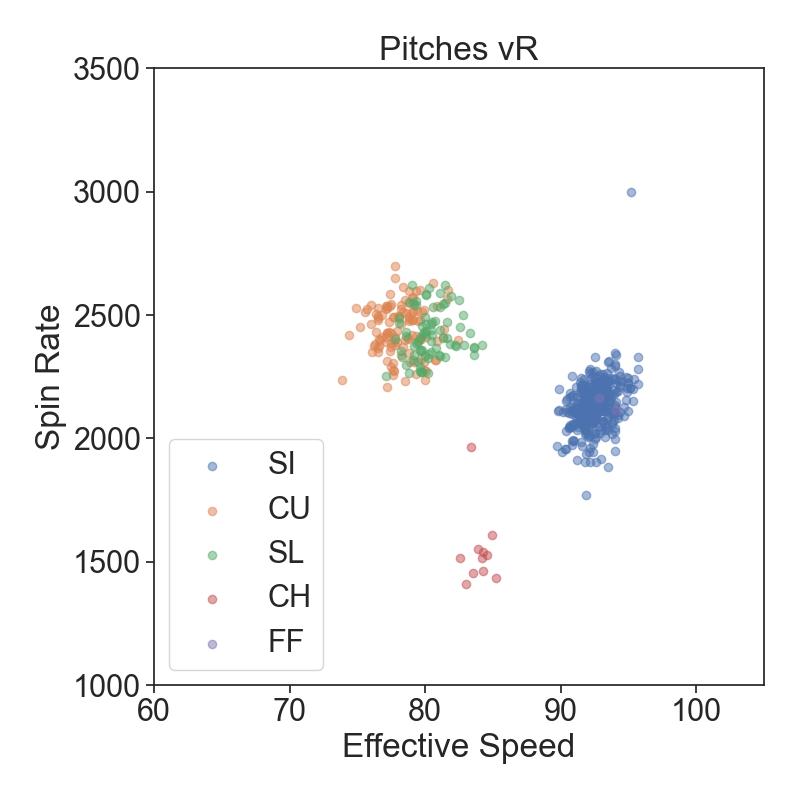 Pitches vR
3500
3000
2500
2000
1500
1000
Spin Rate
SI
CU
SL
CH
FF
60 70 80 90 100
Effective Speed